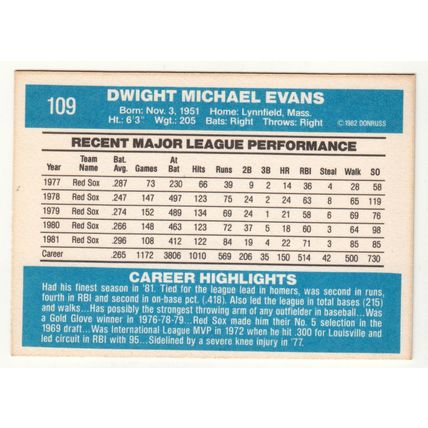 109
DWIGHT MICHAEL EVANS
Born: Nov. 3, 1951 Home: Lynnfield, Mass.
Ht.: 6'3" Wgt.: 205 Bats: Right Throws: Right
© 1982 DONRUSS
RECENT MAJOR LEAGUE PERFORMANCE
Year Team Name Bat. Avg. Games At Bat Hits Runs 2B 3B HR RBI Steal Walk SO
1977 Red Sox .287 73 230 66 39 9 2 14 36 4 28 58
1978 Red Sox .247 147 497 123 75 24 2 24 63 8 65 119
1979 Red Sox .274 152 489 134 69 24 1 21 58 6 69 76
1980 Red Sox .266 148 463 123 72 37 5 18 60 3 64 98
1981 Red Sox .296 108 412 122 84 19 4 22 71 3 85 85
Career .265 1172 3806 1010 569 206 35 42 500 730
CAREER HIGHLIGHTS
Had his finest season in '81. Tied for league lead in homers, was second in runs,
fourth in RBI and second in on-base pct. (.418). Also led the league in total bases (215)
and walks...Has possibly the strongest throwing arm of any outfielder in baseball...Was
a Gold Glove winner in 1976-78-79...Red Sox made him their No. 5 selection in the
1969 draft...Was International League MVP in 1972 when he hit .300 for Louisville and
led circuit in RBI with 95...Sidelined by a severe knee injury in '77.